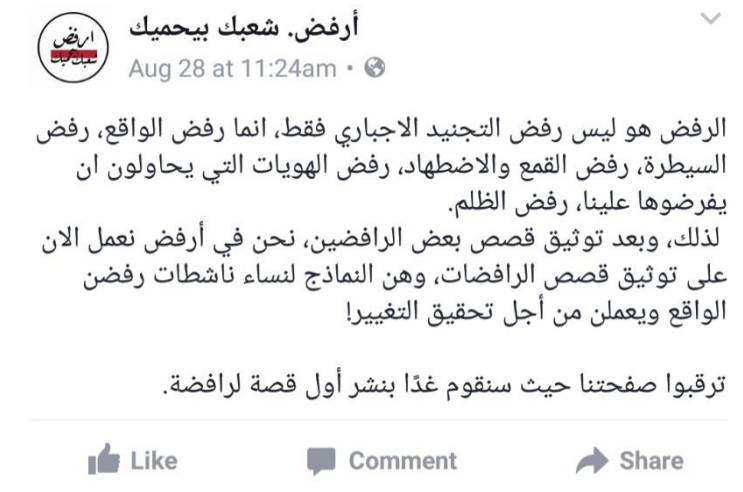 أرفض. شعبك بيحميك
ارفض
شعبك بيحميك
Aug 28 at 11:24am
الرفض هو ليس رفض التجنيد الاجباري فقط، انما رفض الواقع، رفض
السيطرة، رفض القمع والاضطهاد، رفض الهويات التي يحاولون ان
يفرضوها علينا، رفض الظلم.
لذلك، وبعد توثيق قصص بعض الرافضين، نحن في أرفض نعمل الان
على توثيق قصص الرافضات، وهن النماذج لنساء ناشطات رفضن
الواقع ويعملن من أجل تحقيق التغيير!
ترقبوا صفحتنا حيث سنقوم غدًا بنشر أول قصة لرافضة.
Like
Comment
Share